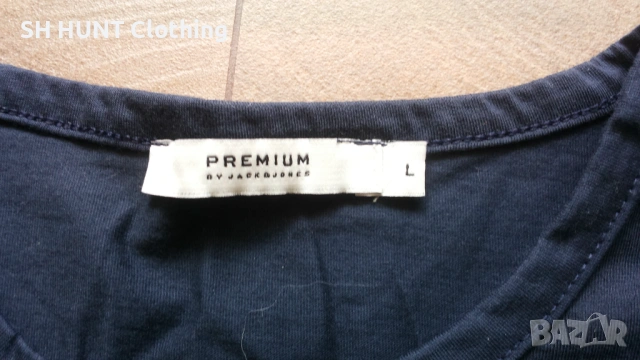 SH HUNT Clothing
PREMIUM
BY JACK&JONES
L
BAZAR